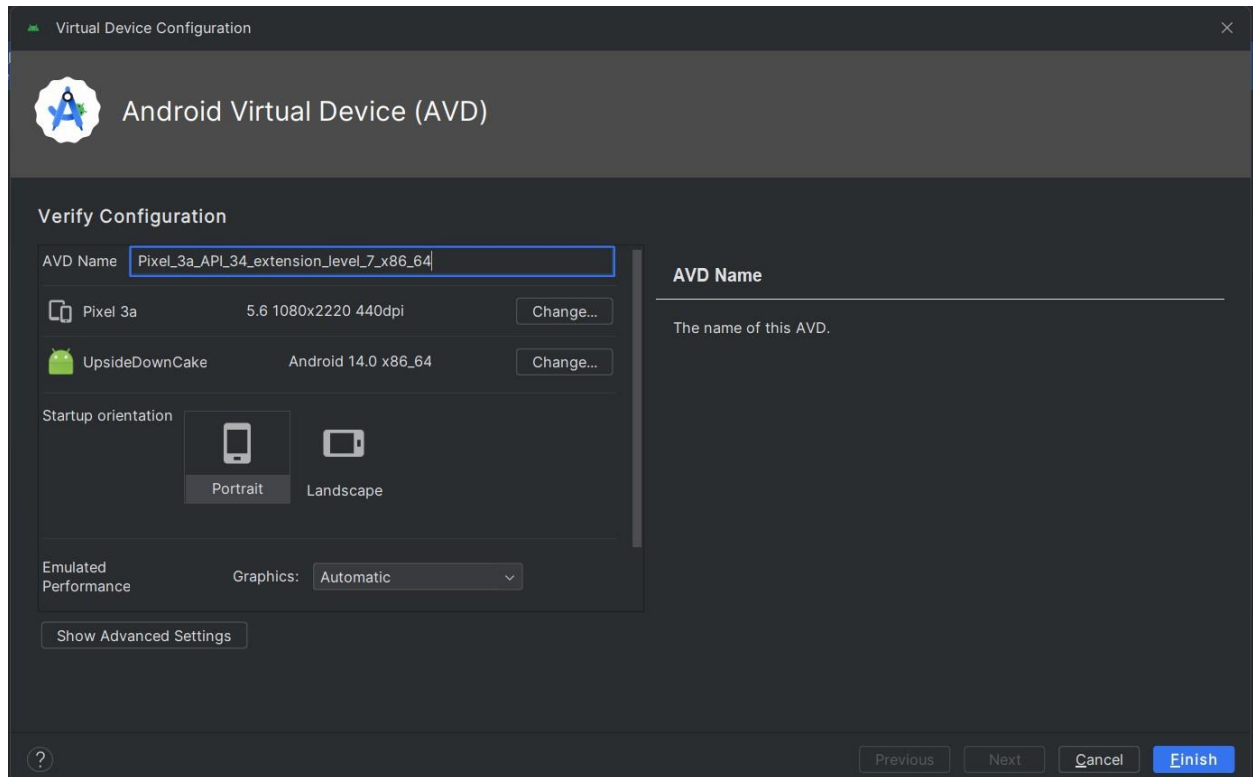 Virtual Device Configuration
Android Virtual Device (AVD)
Verify Configuration
AVD Name Pixel_3a_API_34_extension_level_7_x86_64
Pixel 3a 5.6 1080x2220 440dpi Change...
UpsideDownCake Android 14.0 x86_64 Change...
Startup orientation
Portrait Landscape
Emulated
Performance
Graphics: Automatic
Show Advanced Settings
AVD Name
The name of this AVD.
? Previous Next Cancel Finish